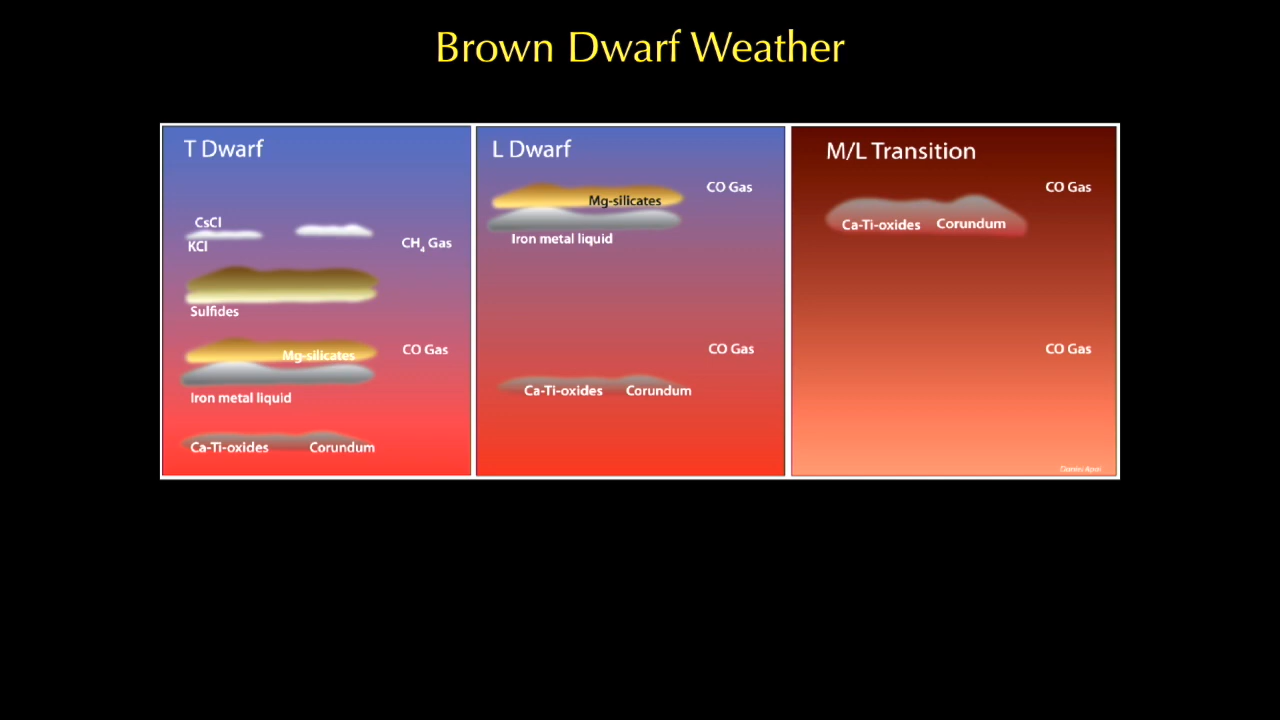 Brown Dwarf Weather
T Dwarf
CsCl
KCl
CH4 Gas
Sulfides
Mg-silicates
CO Gas
Iron metal liquid
Ca-Ti-oxides Corundum
L Dwarf
CO Gas
Mg-silicates
Iron metal liquid
CO Gas
Ca-Ti-oxides Corundum
M/L Transition
CO Gas
Ca-Ti-oxides Corundum
CO Gas
Daniel Apai